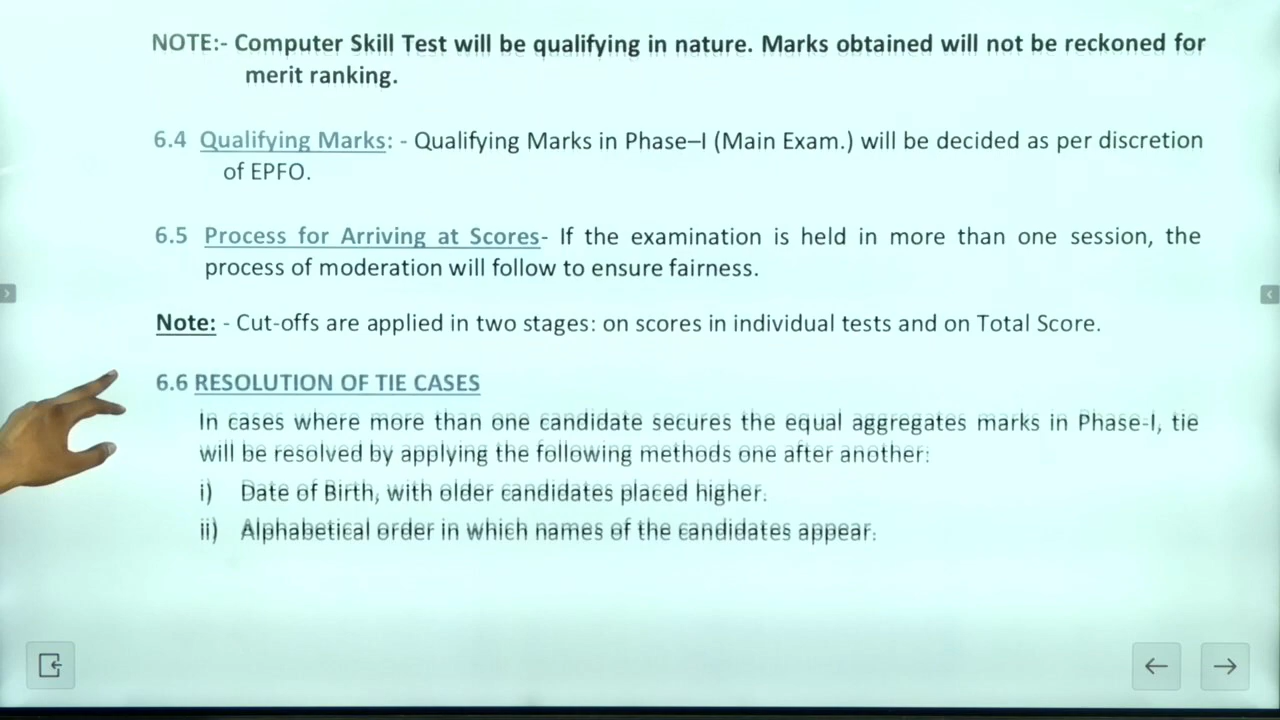 NOTE:- Computer Skill Test will be qualifying in nature. Marks obtained will not be reckoned for
merit ranking.
6.4 Qualifying Marks: - Qualifying Marks in Phase–I (Main Exam.) will be decided as per discretion
of EPFO.
6.5 Process for Arriving at Scores- If the examination is held in more than one session, the
process of moderation will follow to ensure fairness.
Note: - Cut-offs are applied in two stages: on scores in individual tests and on Total Score.
6.6 RESOLUTION OF TIE CASES
In cases where more than one candidate secures the equal aggregates marks in Phase-I, tie
will be resolved by applying the following methods one after another:
i) Date of Birth, with older candidates placed higher.
ii) Alphabetical order in which names of the candidates appear.